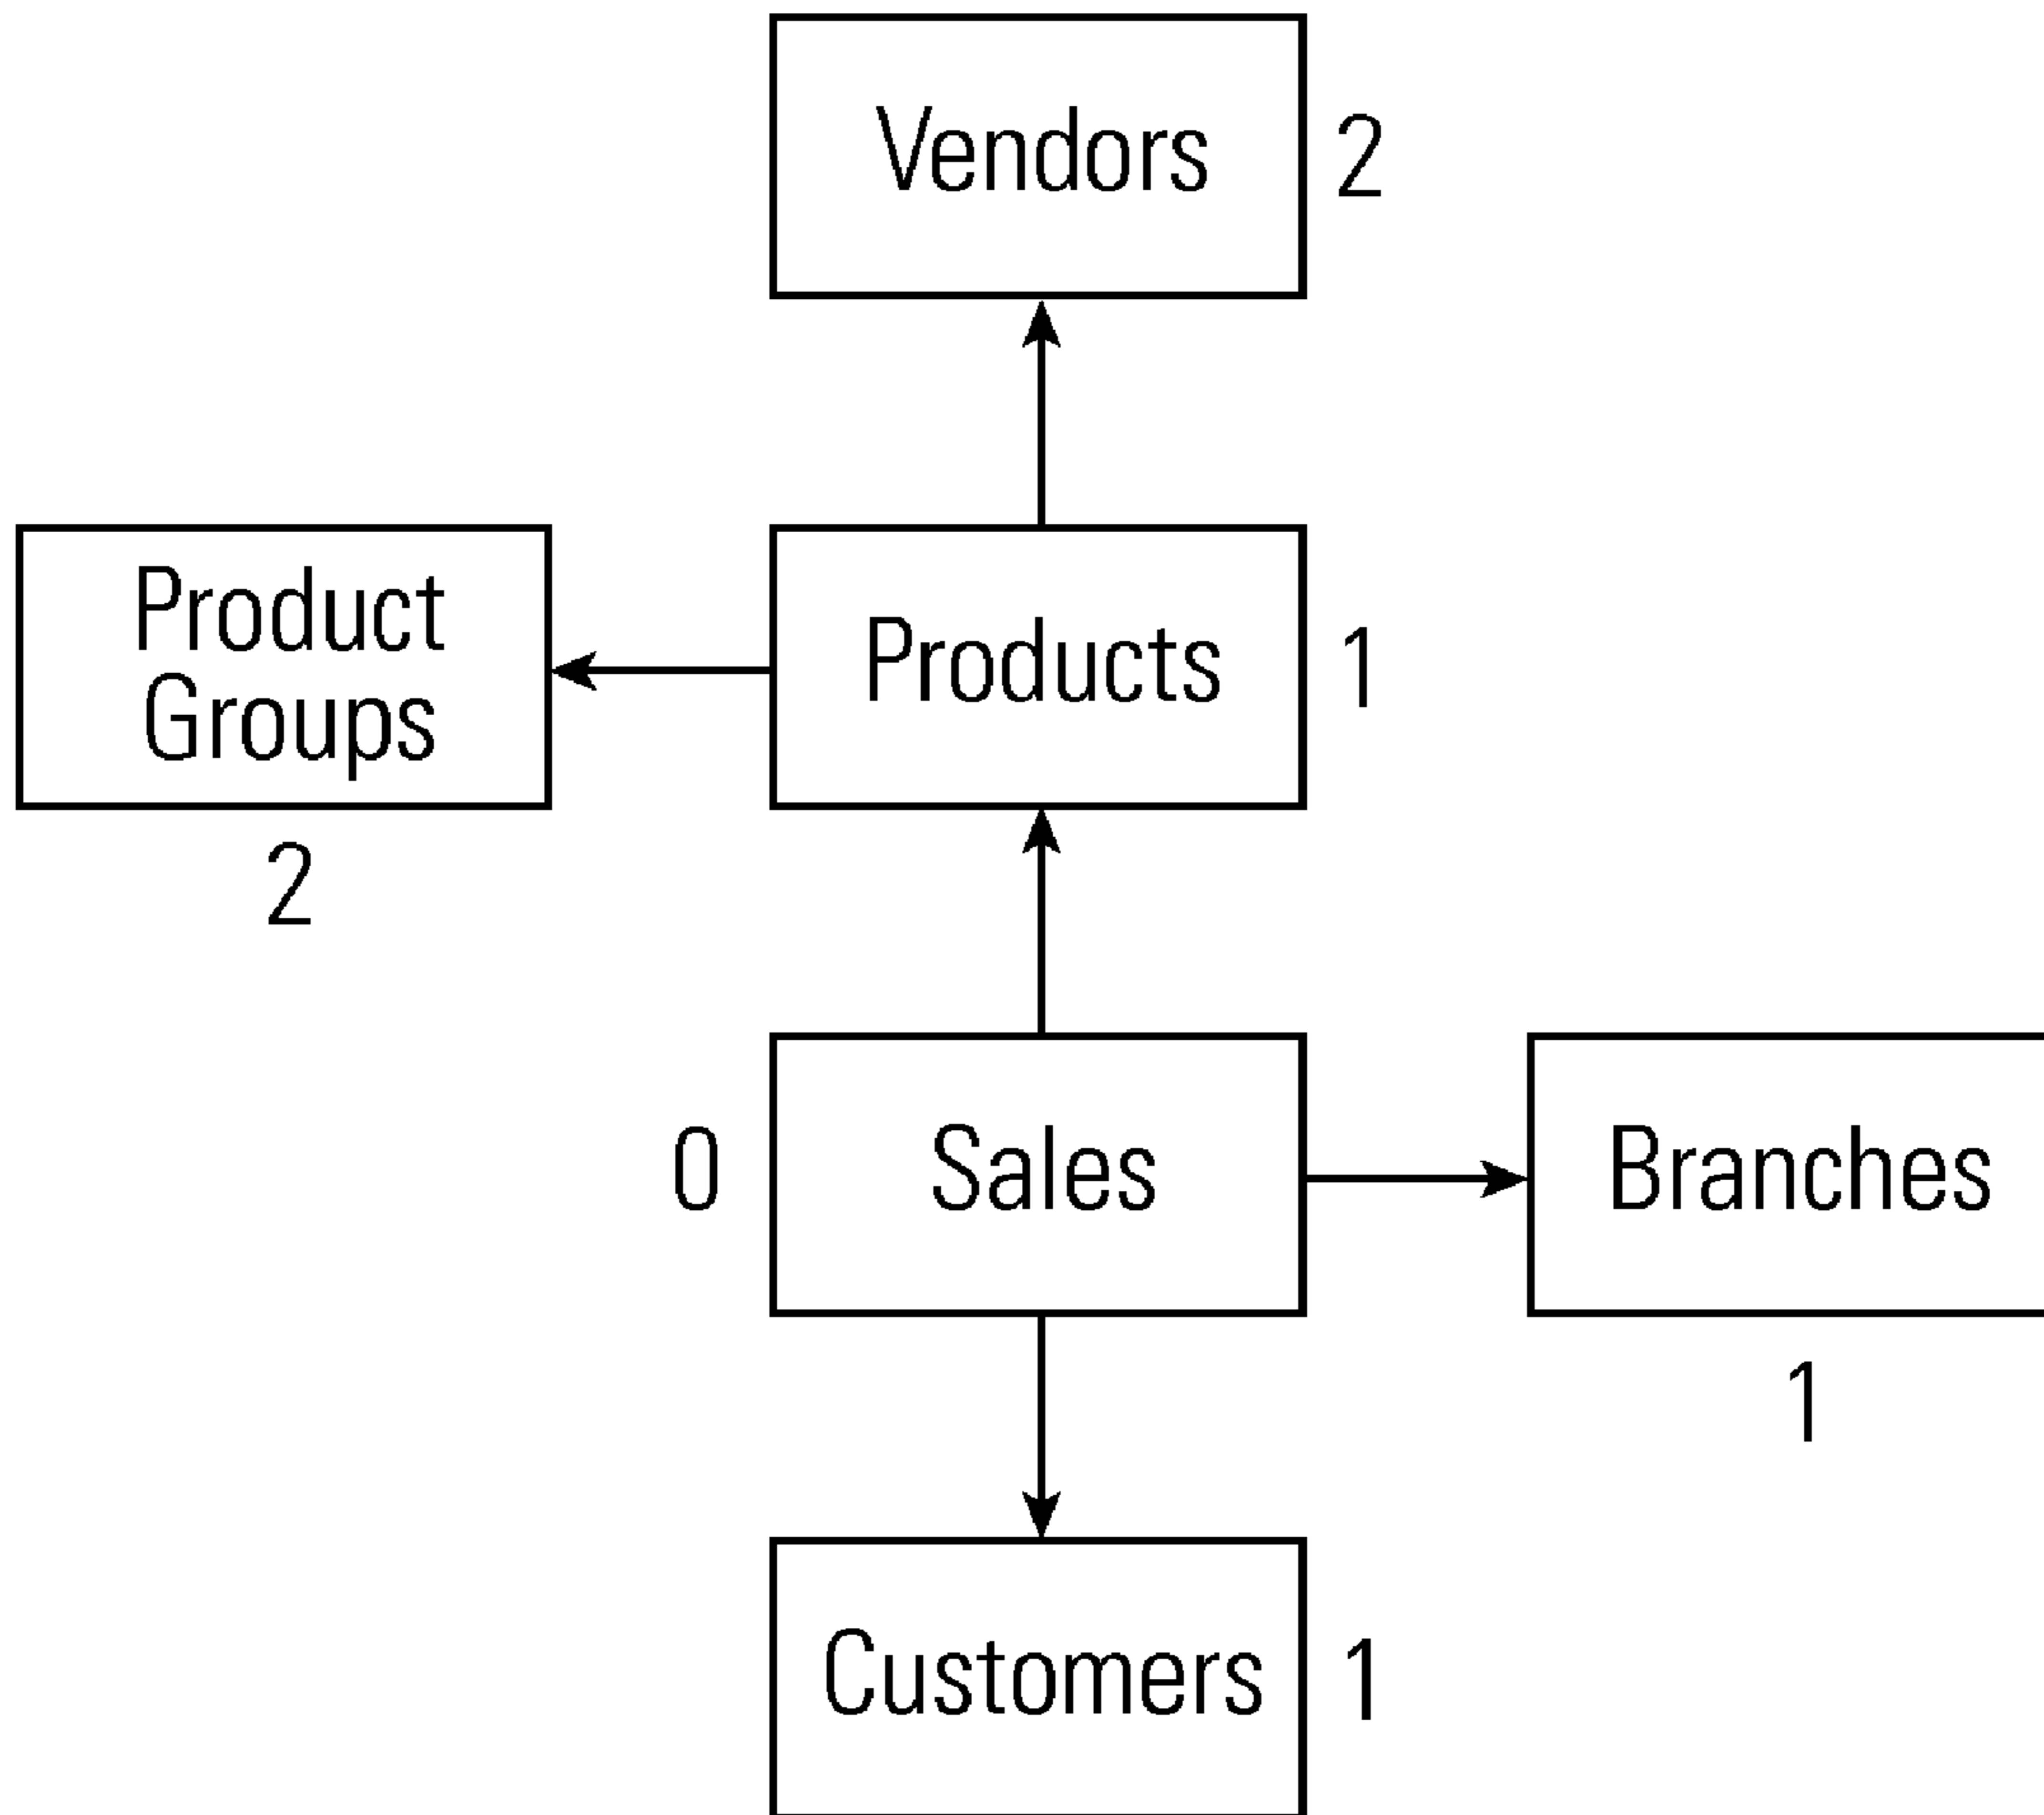 Vendors
2
Product
Groups
2
Products
1
0
Sales
Branches
1
Customers
1